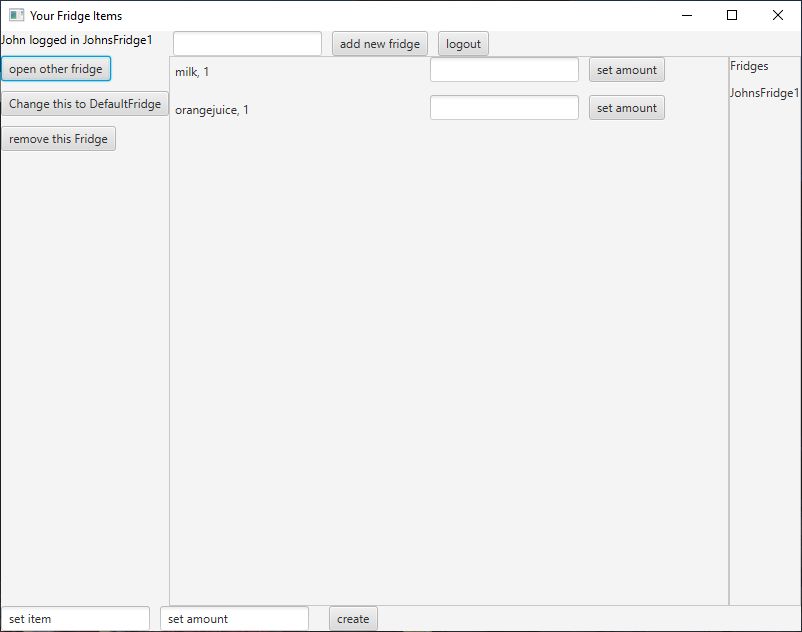 Your Fridge Items
John logged in JohnsFridge1
add new fridge
logout
open other fridge
Change this to DefaultFridge
remove this Fridge
milk, 1
set amount
orangejuice, 1
set amount
Fridges
JohnsFridge1
set item
set amount
create